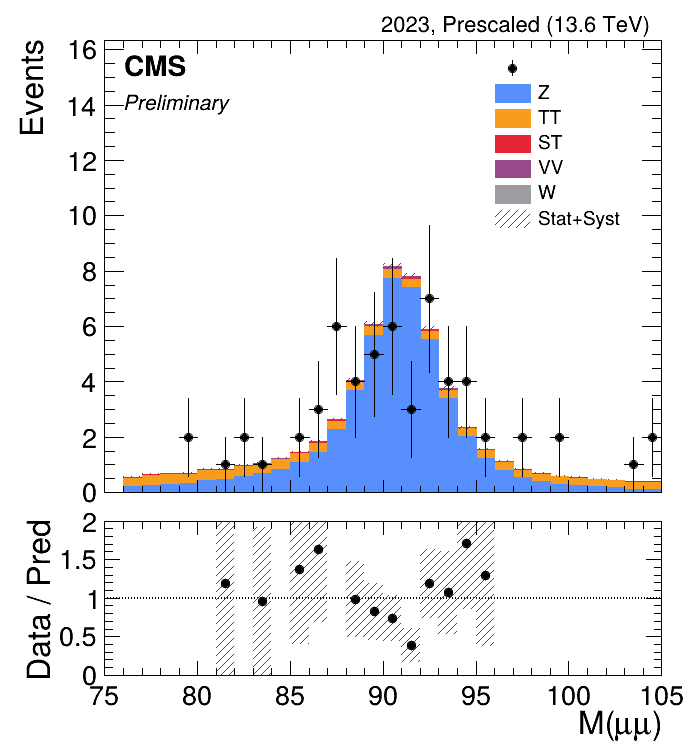 2023, Prescaled (13.6 TeV)
CMS
Preliminary
Events
16
14
12
10
8
6
4
2
0
Z
TT
ST
VV
W
Stat+Syst
Data / Pred
2
1.5
1
0.5
0
75 80 85 90 95 100 105
M(μμ)